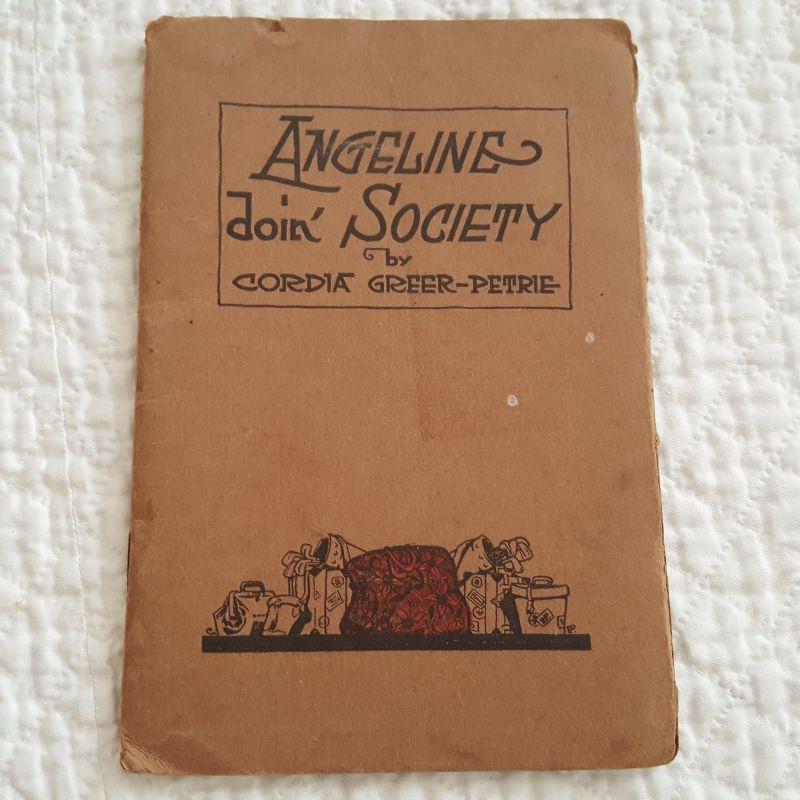 ANGELINE
doin' SOCIETY
by
CORDIA GREER-PETRIE